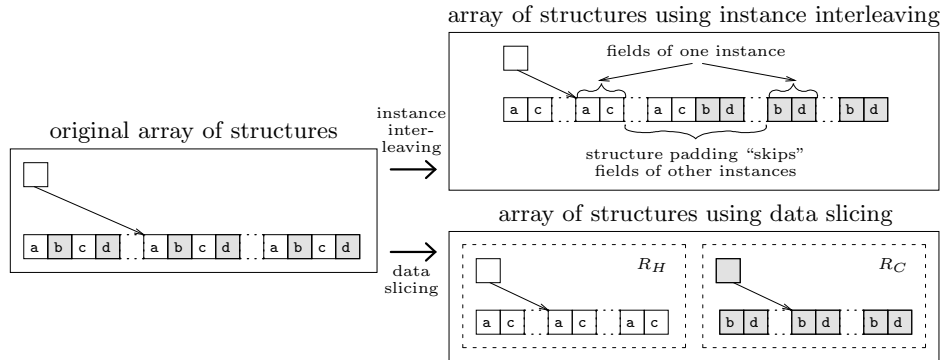 array of structures using instance interleaving
fields of one instance
a c a c a c b d b d b d
structure padding “skips”
fields of other instances
instance
inter-
leaving
original array of structures
a b c d a b c d a b c d
data
slicing
array of structures using data slicing
R_H
a c a c a c
R_C
b d b d b d